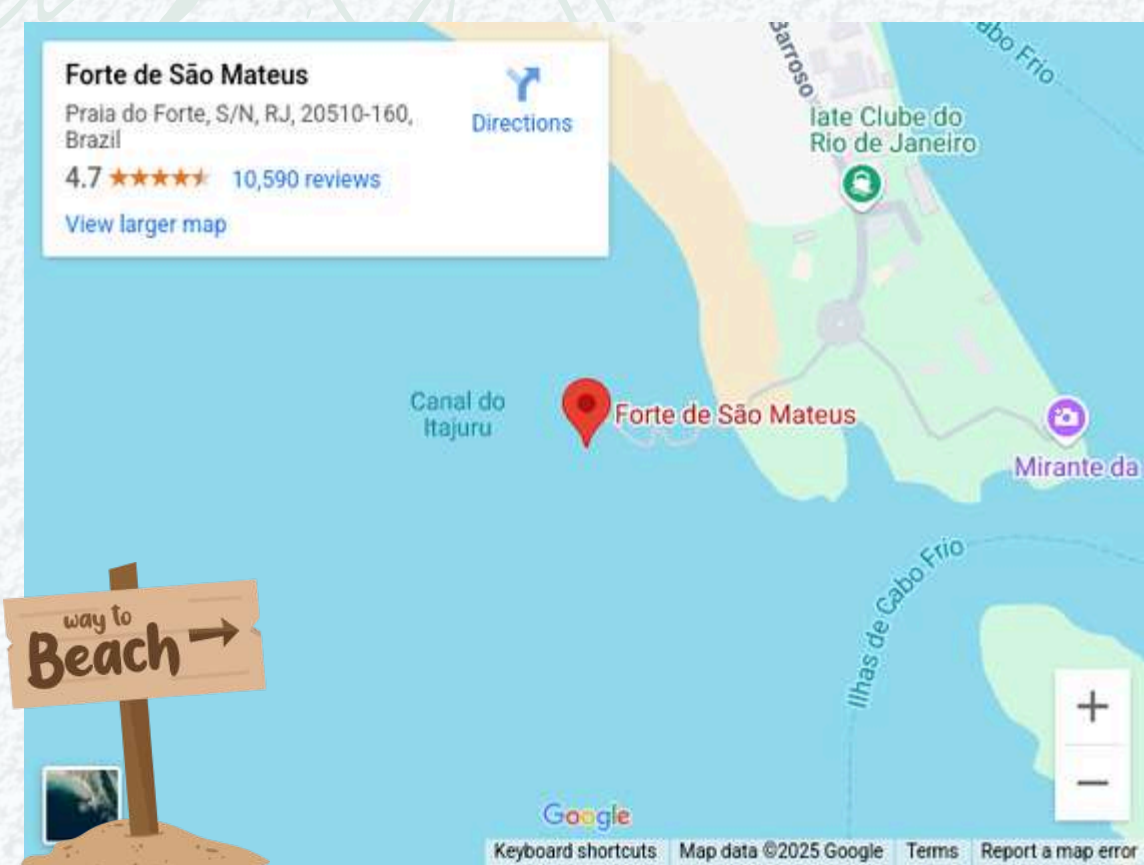 Forte de São Mateus
Praia do Forte, S/N, RJ, 20510-160,
Brazil
Directions
4.7
10,590 reviews
View larger map
Barroso
abo Frio
Iate Clube do
Rio de Janeiro
Canal do
Itajuru
Forte de São Mateus
Mirante da
Ilhas de Cabo Frio
way to
Beach
+
−
Google
Keyboard shortcuts
Map data ©2025 Google
Terms
Report a map error